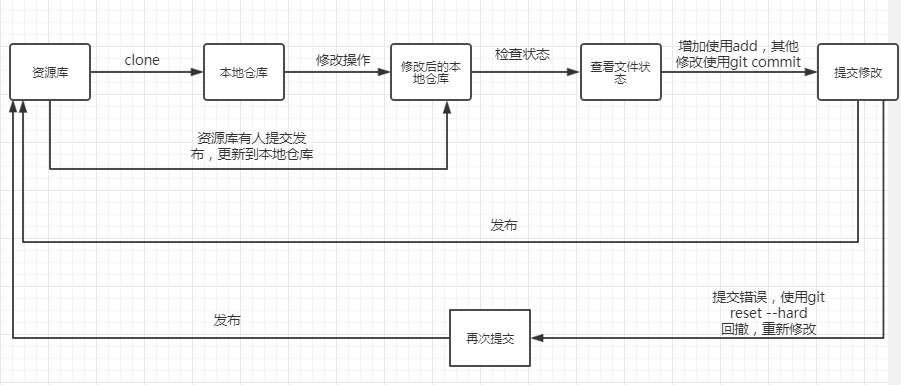 资源库
clone
本地仓库
修改操作
修改后的本
地仓库
检查状态
查看文件状
态
增加使用add，其他
修改使用git commit
提交修改
资源库有人提交发
布，更新到本地仓库
发布
提交错误，使用git
reset --hard
回撤，重新修改
发布
再次提交